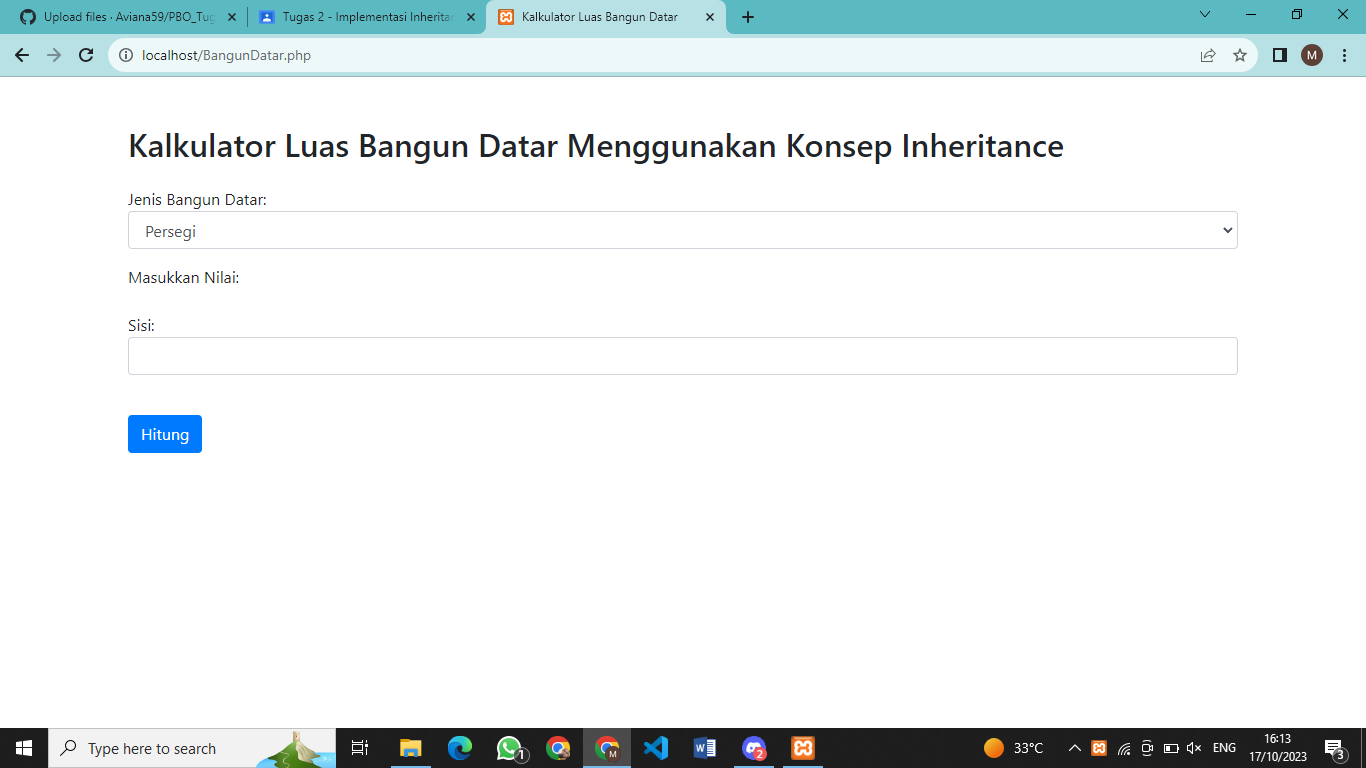 Upload files · Aviana59/PBO_Tug
Tugas 2 - Implementasi Inheritan
Kalkulator Luas Bangun Datar
localhost/BangunDatar.php
M
Kalkulator Luas Bangun Datar Menggunakan Konsep Inheritance
Jenis Bangun Datar:
Persegi
Masukkan Nilai:
Sisi:
Hitung
Type here to search
1
M
2
33°C
ENG
16:13
17/10/2023
3